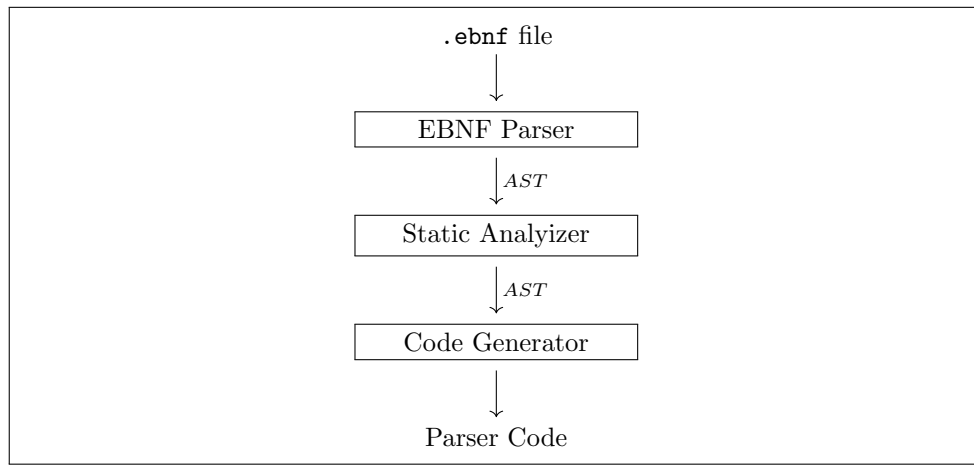 .ebnf file
EBNF Parser
AST
Static Analyizer
AST
Code Generator
Parser Code